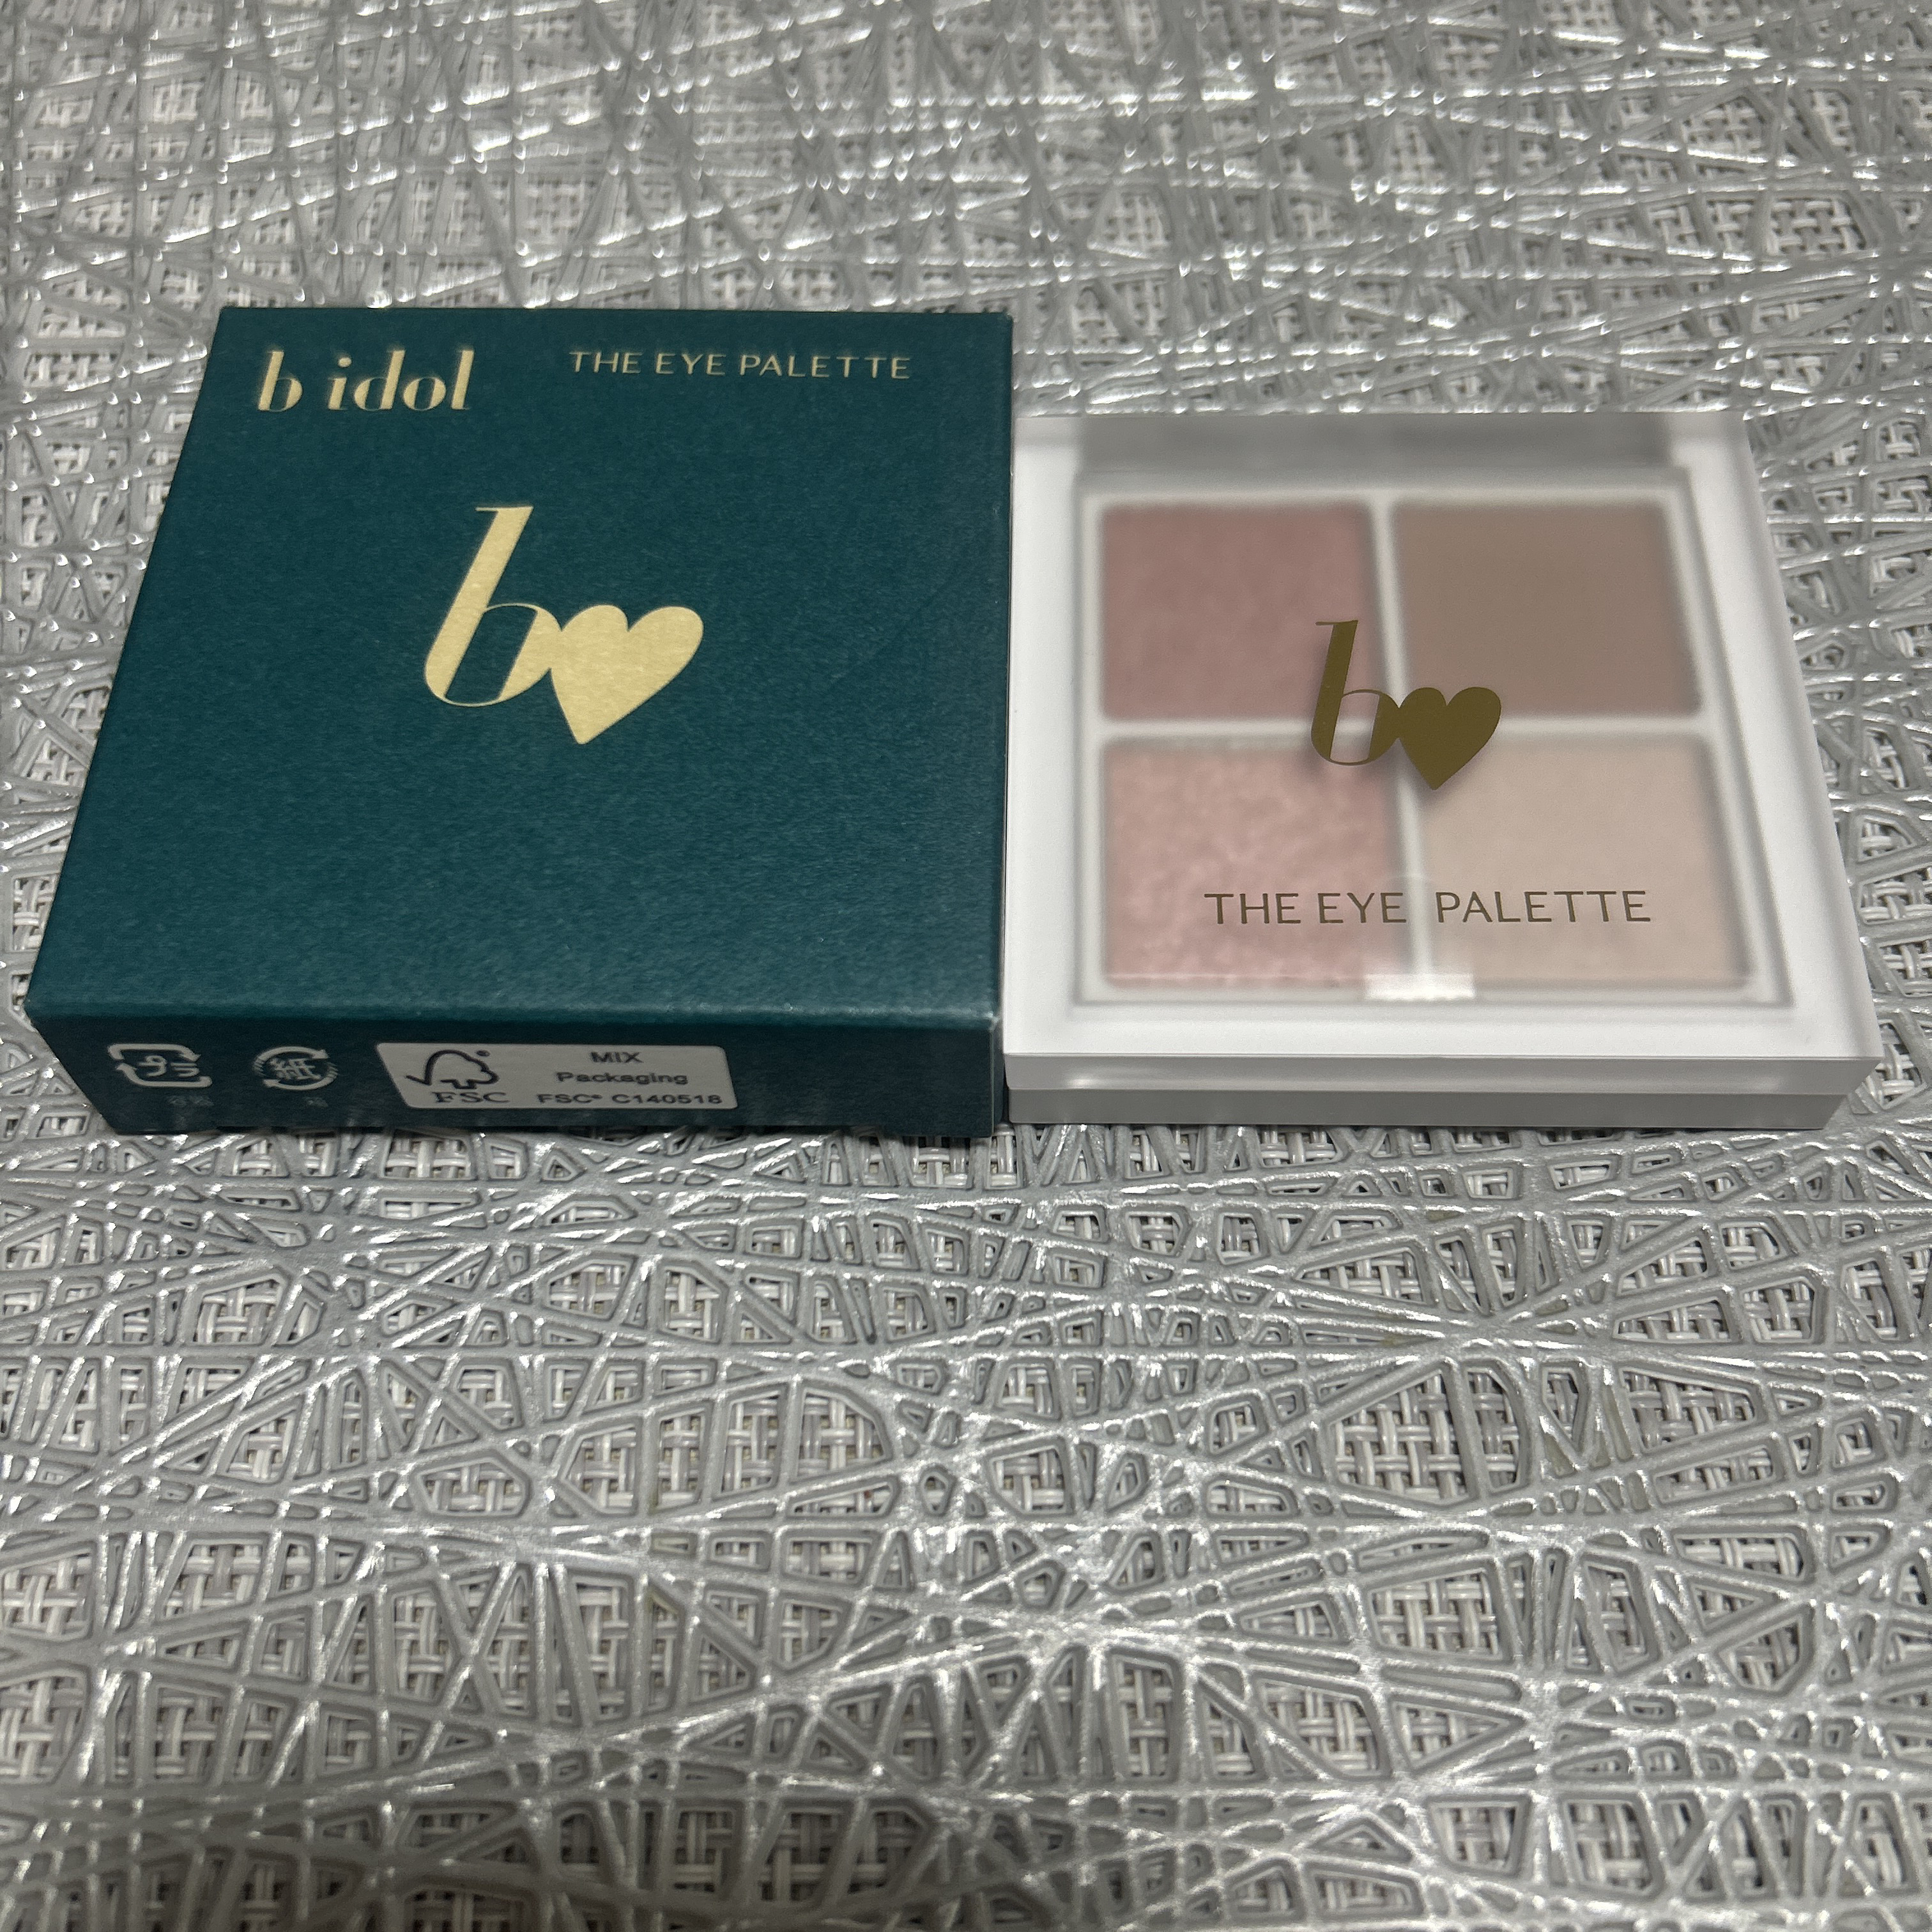 b idol
THE EYE PALETTE
b
プラ
紙
FSC
MIX
Packaging
FSC® C140518
b
THE EYE PALETTE